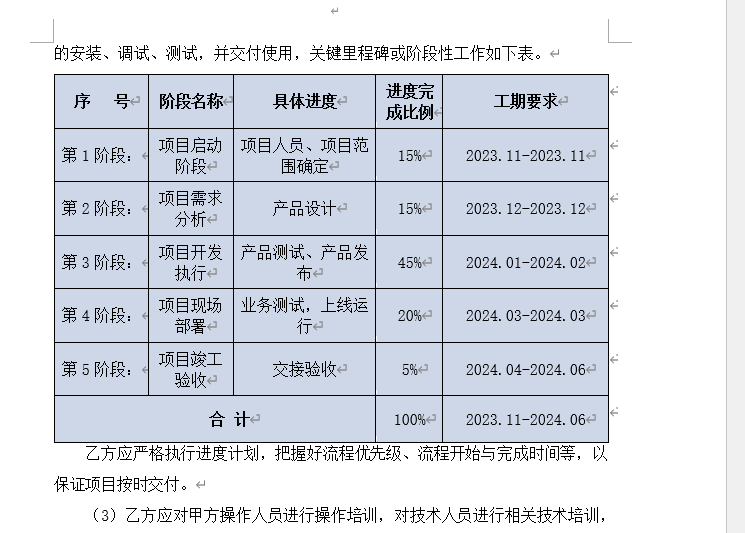 的安装、调试、测试，并交付使用，关键里程碑或阶段性工作如下表。
序 号 阶段名称 具体进度 进度完成比例 工期要求
第 1 阶段： 项目启动阶段 项目人员、项目范围确定 15% 2023.11-2023.11
第 2 阶段： 项目需求分析 产品设计 15% 2023.12-2023.12
第 3 阶段： 项目开发执行 产品测试、产品发布 45% 2024.01-2024.02
第 4 阶段： 项目现场部署 业务测试，上线运行 20% 2024.03-2024.03
第 5 阶段： 项目竣工验收 交接验收 5% 2024.04-2024.06
合 计 100% 2023.11-2024.06
乙方应严格执行进度计划，把握好流程优先级、流程开始与完成时间等，以
保证项目按时交付。
（3）乙方应对甲方操作人员进行操作培训，对技术人员进行相关技术培训，